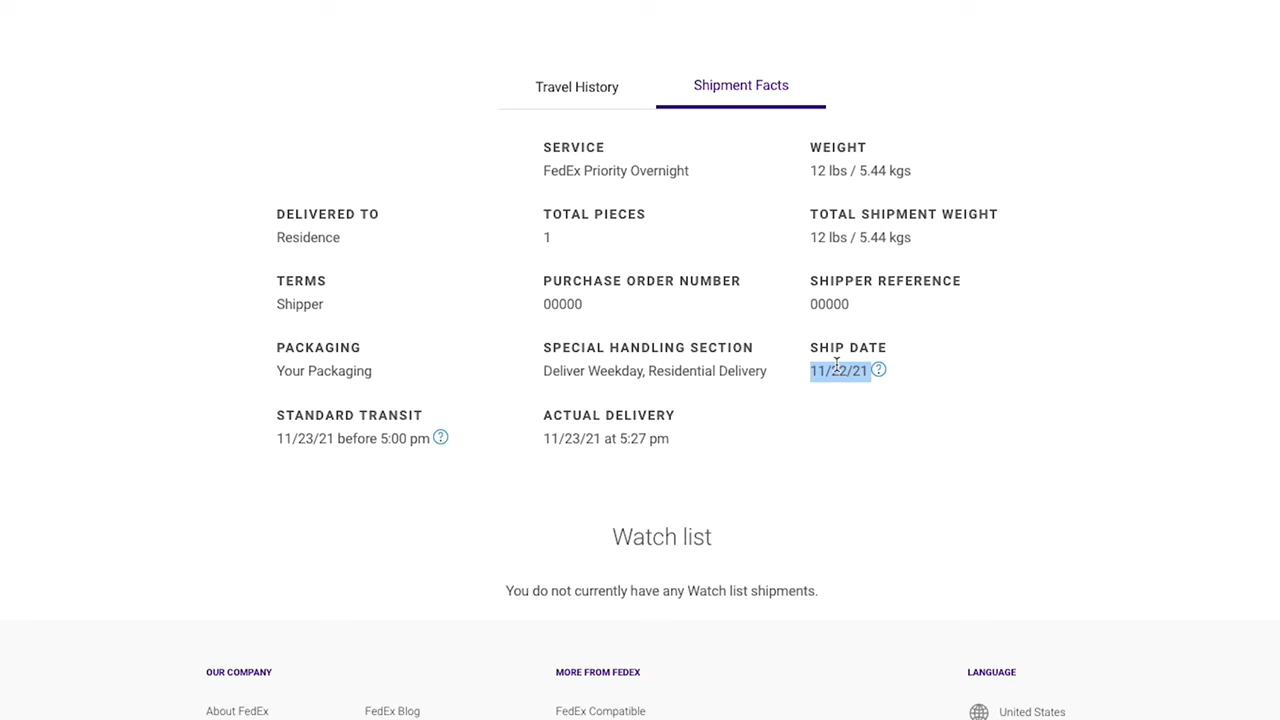 Travel History
Shipment Facts
SERVICE
FedEx Priority Overnight
WEIGHT
12 lbs / 5.44 kgs
DELIVERED TO
Residence
TOTAL PIECES
1
TOTAL SHIPMENT WEIGHT
12 lbs / 5.44 kgs
TERMS
Shipper
PURCHASE ORDER NUMBER
00000
SHIPPER REFERENCE
00000
PACKAGING
Your Packaging
SPECIAL HANDLING SECTION
Deliver Weekday, Residential Delivery
SHIP DATE
11/22/21 ?
STANDARD TRANSIT
11/23/21 before 5:00 pm ?
ACTUAL DELIVERY
11/23/21 at 5:27 pm
Watch list
You do not currently have any Watch list shipments.
OUR COMPANY
MORE FROM FEDEX
LANGUAGE
About FedEx
FedEx Blog
FedEx Compatible
United States